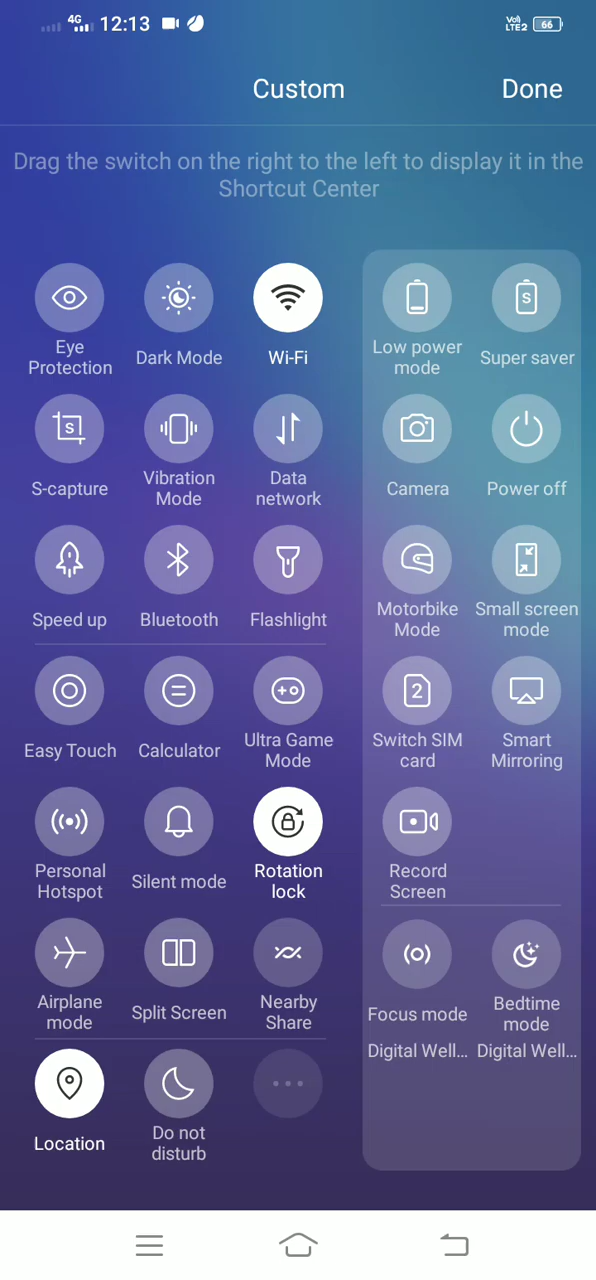 4G 12:13 VoD LTE2 66
Custom Done
Drag the switch on the right to the left to display it in the
Shortcut Center
Eye
Protection
Dark Mode
Wi-Fi
Low power
mode
S
Super saver
S
S-capture
Vibration
Mode
Data
network
Camera
Power off
Speed up
Bluetooth
Flashlight
Motorbike
Mode
Small screen
mode
Easy Touch
Calculator
Ultra Game
Mode
2
Switch SIM
card
Smart
Mirroring
Personal
Hotspot
Silent mode
Rotation
lock
Record
Screen
Airplane
mode
Split Screen
Nearby
Share
Focus mode
Digital Well...
Bedtime
mode
Digital Well...
Location
Do not
disturb